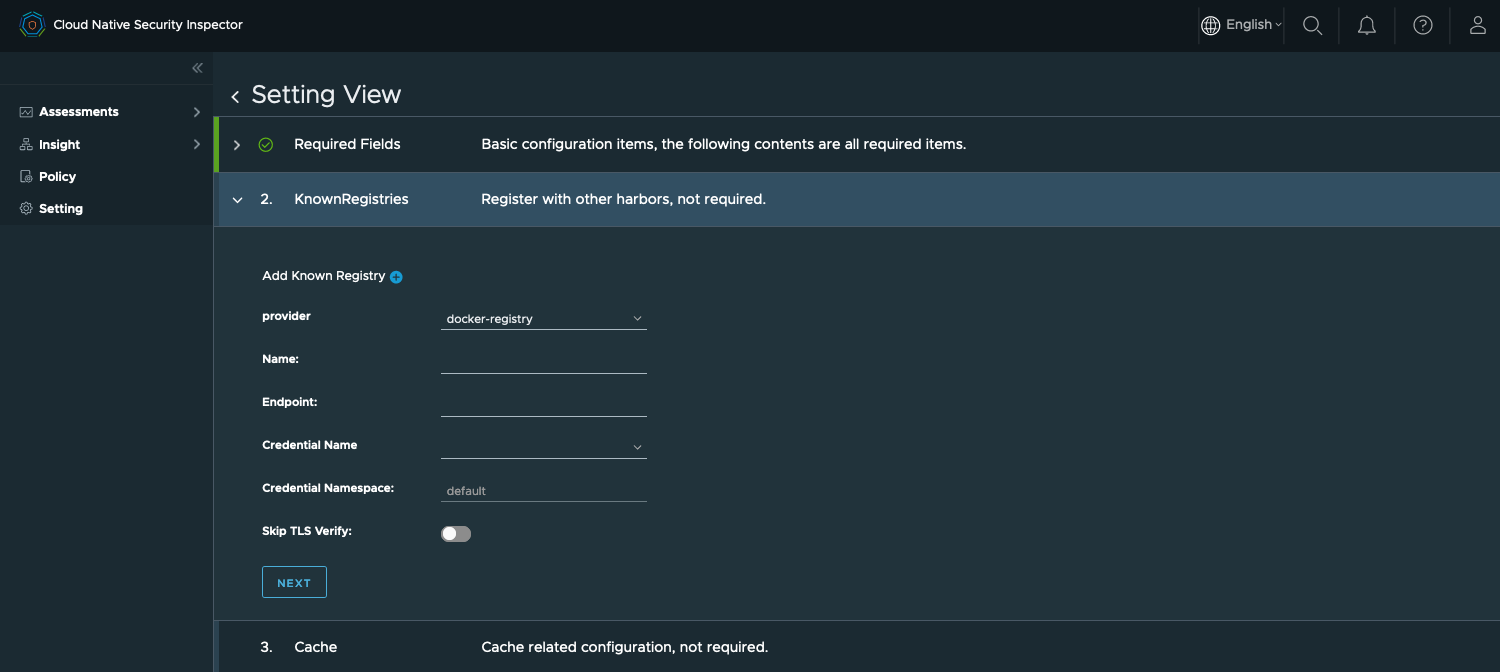 Cloud Native Security Inspector
English
Assessments
Insight
Policy
Setting
Setting View
Required Fields Basic configuration items, the following contents are all required items.
2. KnownRegistries Register with other harbors, not required.
Add Known Registry
provider docker-registry
Name:
Endpoint:
Credential Name
Credential Namespace: default
Skip TLS Verify:
NEXT
3. Cache Cache related configuration, not required.